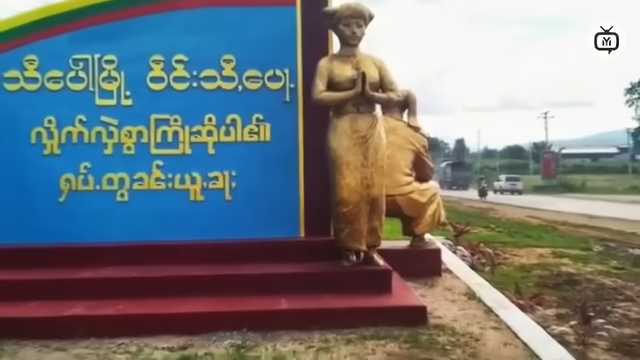 သီပေါမြို့ ဝဵင်းသီႇပေႃႉ
လှိုက်လှဲစွာကြိုဆိုပါ၏။
ႁပ်ႉတွၼ်ႈယူႇၶႃႈ